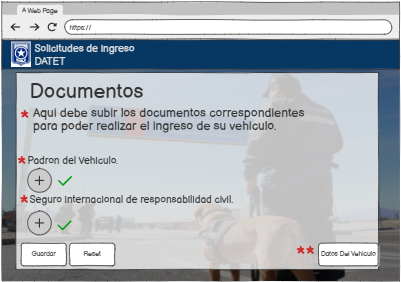 A Web Page
https://
Solicitudes de Ingreso
DATET
Documentos
* Aqui debe subir los documentos correspondientes
para poder realizar el ingreso de su vehiculo.
* Padron del Vehiculo.
+
* Seguro internacional de responsabilidad civil.
+
Guardar Reset ** Datos Del Vehiculo